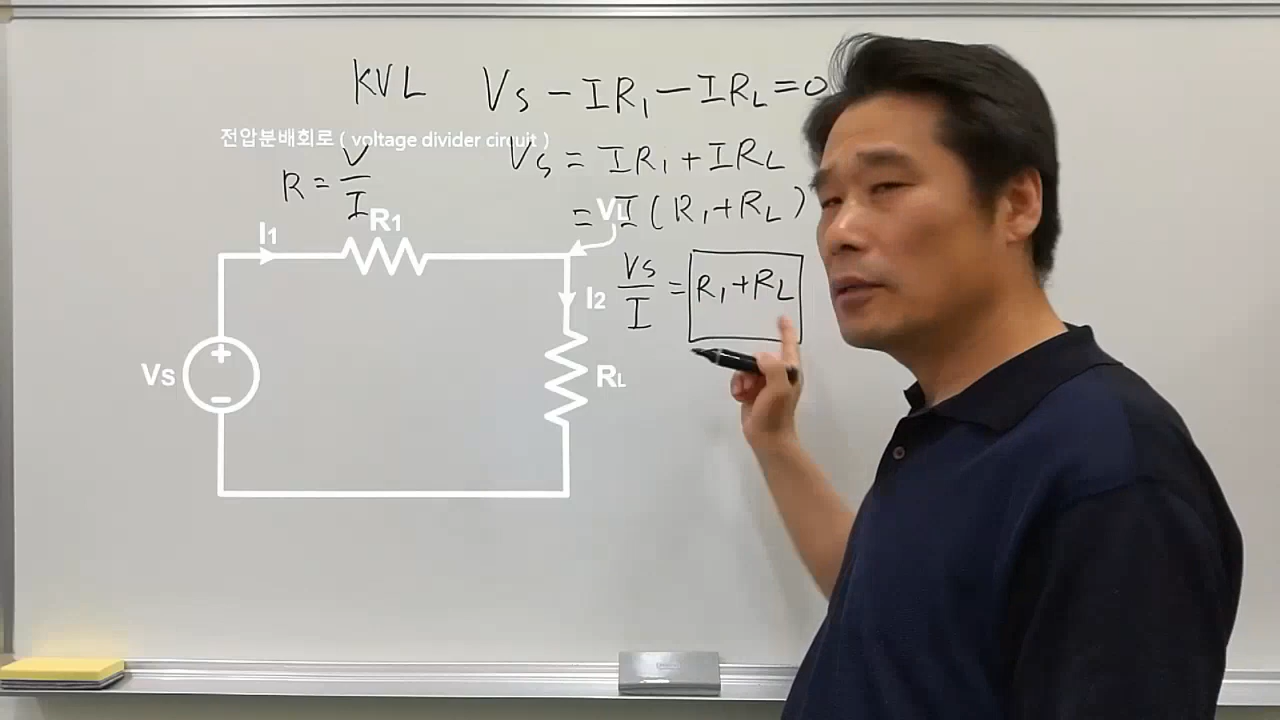 KVL VS - IR1 - IRL = 0
전압분배회로 ( voltage divider circuit )
VS = IR1 + IRL
R = V/I
= I ( R1 + RL )
VL
R1
I1
VS/I = R1 + RL
I2
+
VS
RL
-